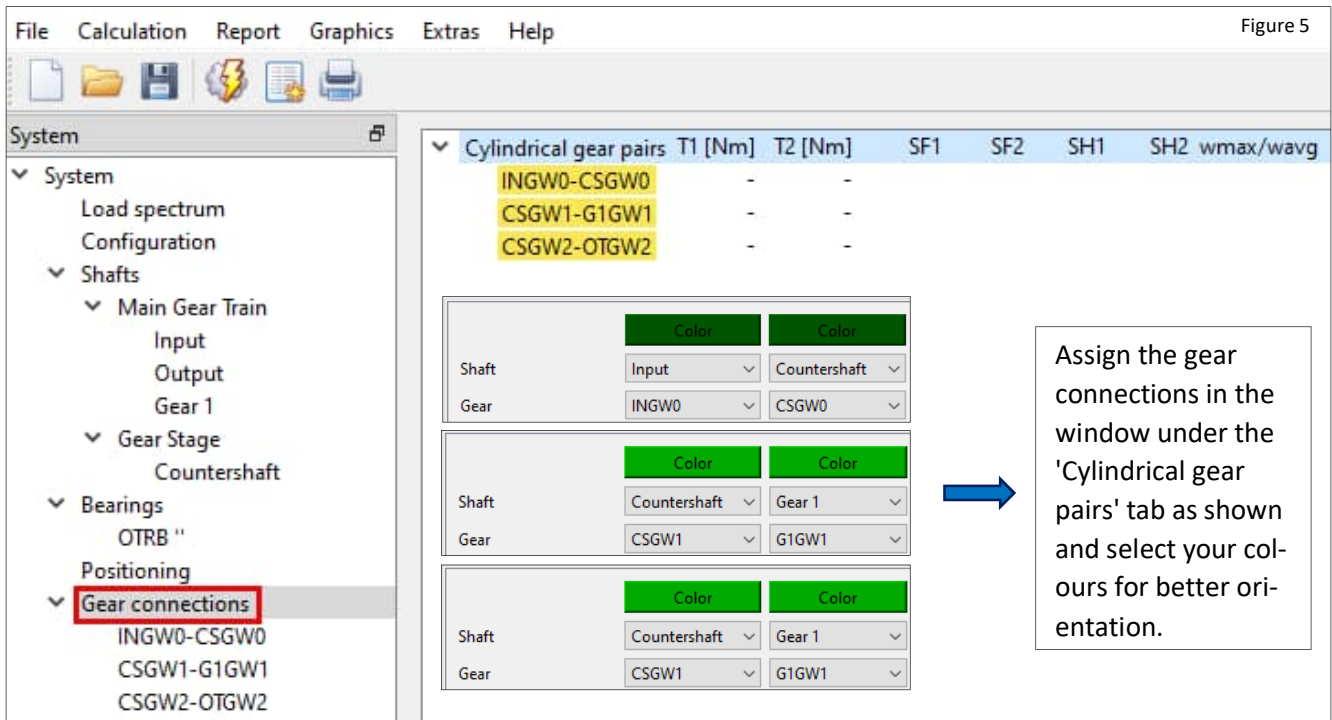 Figure 5
File Calculation Report Graphics Extras Help
System
System
Load spectrum
Configuration
Shafts
Main Gear Train
Input
Output
Gear 1
Gear Stage
Countershaft
Bearings
OTRB ''
Positioning
Gear connections
INGW0-CSGW0
CSGW1-G1GW1
CSGW2-OTGW2
Cylindrical gear pairs T1 [Nm] T2 [Nm] SF1 SF2 SH1 SH2 wmax/wavg
INGW0-CSGW0 - -
CSGW1-G1GW1 - -
CSGW2-OTGW2 - -
Color Color
Shaft Input Countershaft
Gear INGW0 CSGW0
Color Color
Shaft Countershaft Gear 1
Gear CSGW1 G1GW1
Color Color
Shaft Countershaft Gear 1
Gear CSGW1 G1GW1
Assign the gear
connections in the
window under the
'Cylindrical gear
pairs' tab as shown
and select your col-
ours for better ori-
entation.